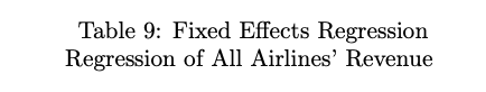 Table 9: Fixed Effects Regression
Regression of All Airlines' Revenue